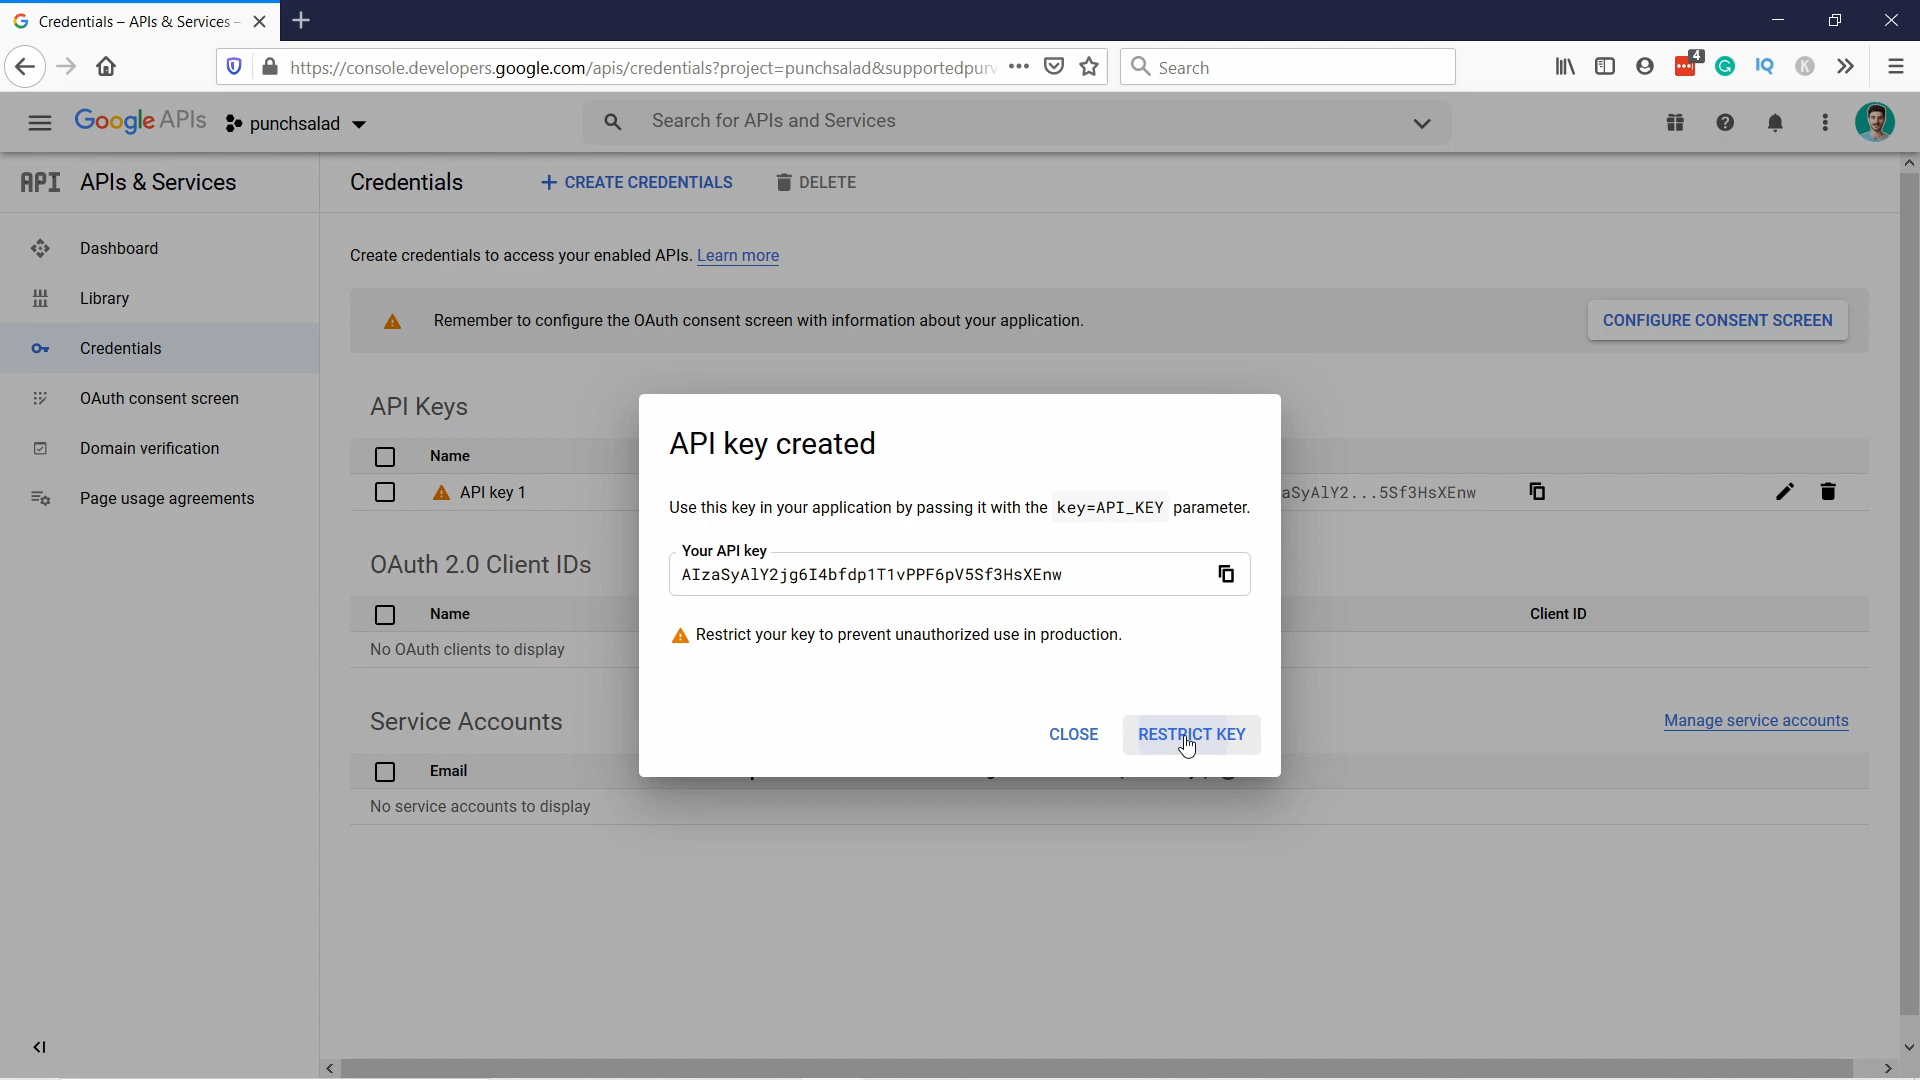 Credentials – APIs & Services –
https://console.developers.google.com/apis/credentials?project=punchsalad&supportedpurv
Search
4
IQ
K
Google APIs
punchsalad
Search for APIs and Services
API APIs & Services
Credentials
CREATE CREDENTIALS
DELETE
Dashboard
Library
Credentials
OAuth consent screen
Domain verification
Page usage agreements
Create credentials to access your enabled APIs. Learn more
Remember to configure the OAuth consent screen with information about your application.
CONFIGURE CONSENT SCREEN
API Keys
Name
API key 1
aSyAlY2...5Sf3HsXEnw
OAuth 2.0 Client IDs
Name
Client ID
No OAuth clients to display
Service Accounts
Manage service accounts
Email
No service accounts to display
API key created
Use this key in your application by passing it with the key=API_KEY parameter.
Your API key
AIzaSyAlY2jg6I4bfdp1T1vPPF6pV5Sf3HsXEnw
Restrict your key to prevent unauthorized use in production.
CLOSE
RESTRICT KEY